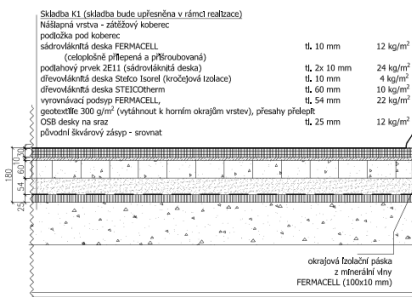 Skladba K1 (skladba bude upřesněna v rámci realizace)
Nášlapná vrstva - zátěžový koberec
podložka pod koberec
sádrovláknitá deska FERMACELL tl. 10 mm 12 kg/m²
(celoplošně přilepená a přišroubovaná)
podlahový prvek 2E11 (sádrovláknitá deska) tl. 2x 10 mm 24 kg/m²
dřevovláknitá deska Steico Isorel (kročejová izolace) tl. 10 mm 4 kg/m²
dřevovláknitá deska STEICOtherm tl. 60 mm 10 kg/m²
vyrovnávací podsyp FERMACELL, tl. 54 mm 22 kg/m²
geotextilie 300 g/m² (vytáhnout k horním okrajům vrstev), přesahy přelepit
OSB desky na sraz tl. 25 mm 12 kg/m²
původní škvárový zásyp - srovnat
180
25 54 60 10 30
okrajová izolační páska
z minerální vlny
FERMACELL (100x10 mm)